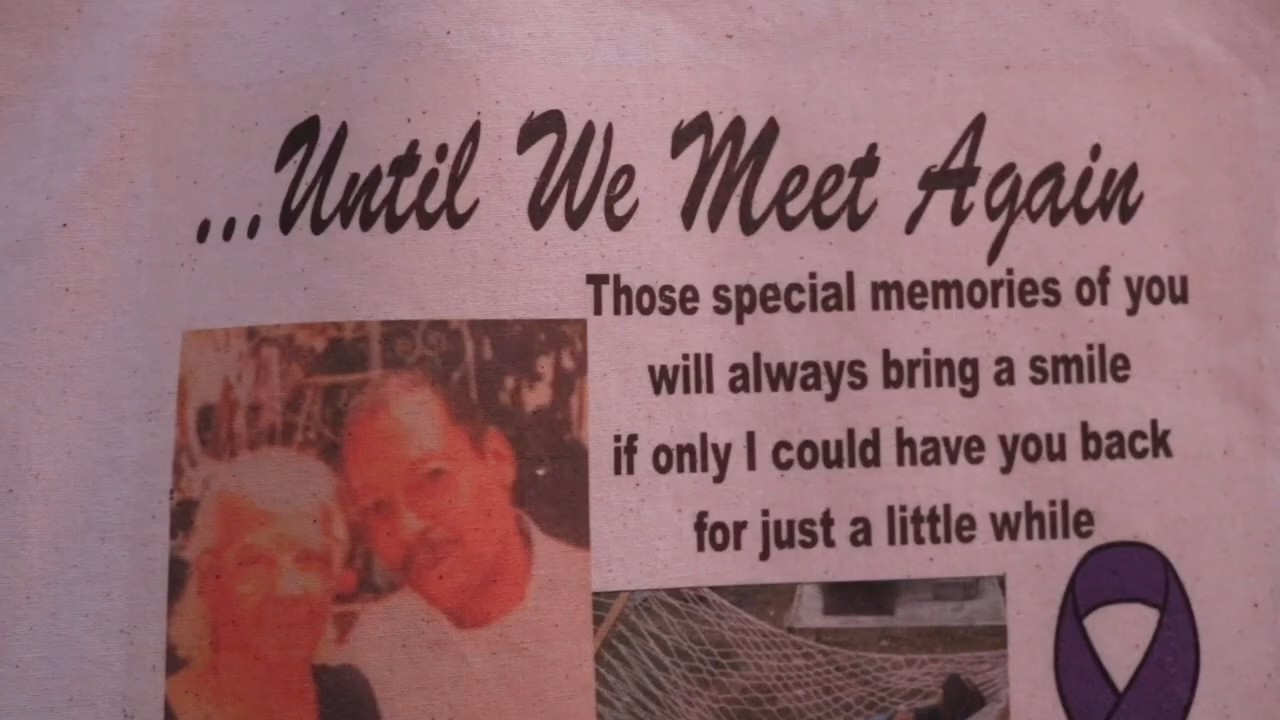 ...Until We Meet Again
Those special memories of you
will always bring a smile
if only I could have you back
for just a little while